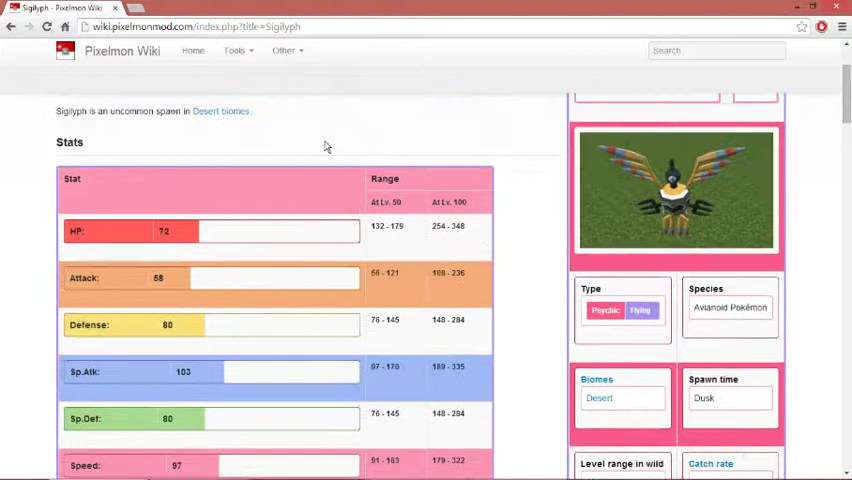 Sigilyph - Pixelmon Wiki
wiki.pixelmonmod.com/index.php?title=Sigilyph
Pixelmon Wiki Home Tools Other Search
Sigilyph is an uncommon spawn in Desert biomes.
Stats
Stat Range
At Lv. 50 At Lv. 100
HP: 72 132 - 179 254 - 348
Attack: 58 56 - 121 108 - 236
Defense: 80 76 - 145 148 - 284
Sp.Atk: 103 97 - 170 189 - 335
Sp.Def: 80 76 - 145 148 - 284
Speed: 97 91 - 163 179 - 322
Type Species
Psychic Flying Avianoid Pokémon
Biomes Spawn time
Desert Dusk
Level range in wild Catch rate